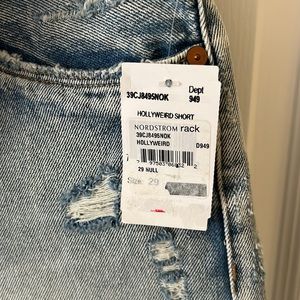 39CJ8495NOK Dept
949
HOLLYWEIRD SHORT
NORDSTROM rack
39CJ8495NOK
HOLLYWEIRD D949
29 NULL
Size: 29